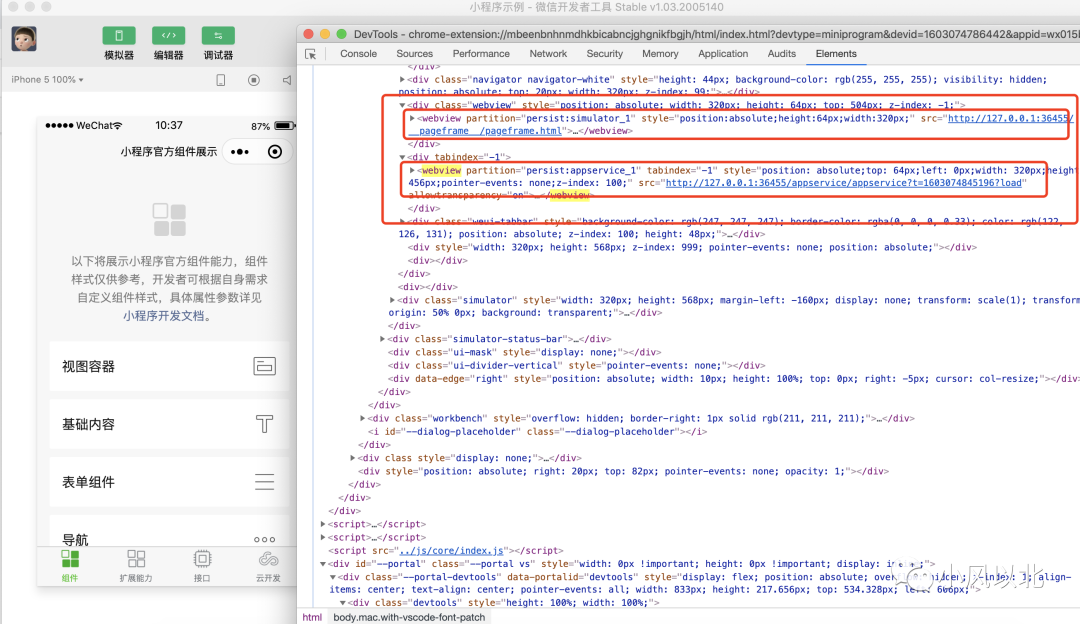 小程序示例 - 微信开发者工具 Stable v1.03.2005140
模拟器
编辑器
调试器
iPhone 5 100%
WeChat
10:37
87%
小程序官方组件展示
以下将展示小程序官方组件能力，组件
样式仅供参考，开发者可根据自身需求
自定义组件样式，具体属性参数详见
小程序开发文档。
视图容器
基础内容
表单组件
导航
组件
扩展能力
接口
云开发
DevTools - chrome-extension://mbeenbnhnmdhkbicabncjghgnikfbgjh/html/index.html?devtype=miniprogram&devid=1603074786442&appid=wx015
Console Sources Performance Network Security Memory Application Audits Elements
</div>
<div class="navigator navigator-white" style="height: 44px; background-color: rgb(255, 255, 255); visibility: hidden;
position: absolute; top: 20px; width: 320px; z-index: 99;">…</div>
<div class="webview" style="position: absolute; width: 320px; height: 64px; top: 504px; z-index: -1;">
<webview partition="persist:simulator_1" style="position:absolute;height:64px;width:320px;" src="http://127.0.0.1:36455/
__pageframe__/pageframe.html">…</webview>
</div>
<div tabindex="-1">
<webview partition="persist:appservice_1" tabindex="-1" style="position: absolute;top: 64px;left: 0px;width: 320px;height:
456px;pointer-events: none;z-index: 100;" src="http://127.0.0.1:36455/appservice/appservice?t=1603074845196?load"
allowtransparency="on">…</webview>
</div>
<div class="weui-tabbar" style="background-color: rgb(247, 247, 247); border-color: rgba(0, 0, 0, 0.33); color: rgb(122,
126, 131); position: absolute; z-index: 100; height: 48px;">…</div>
<div style="width: 320px; height: 568px; z-index: 999; pointer-events: none; position: absolute;"></div>
<div></div>
</div>
<div></div>
<div class="simulator" style="width: 320px; height: 568px; margin-left: -160px; display: none; transform: scale(1); transform
origin: 50% 0px; background: transparent;">…</div>
</div>
<div class="simulator-status-bar">…</div>
<div class="ui-mask" style="display: none;"></div>
<div class="ui-divider-vertical" style="pointer-events: none;"></div>
<div data-edge="right" style="position: absolute; width: 10px; height: 100%; top: 0px; right: -5px; cursor: col-resize;"></div>
</div>
</div>
<div class="workbench" style="overflow: hidden; border-right: 1px solid rgb(211, 211, 211);">…</div>
<i id="--dialog-placeholder" class="--dialog-placeholder"></i>
</div>
<div class style="display: none;">…</div>
<div style="position: absolute; right: 20px; top: 82px; pointer-events: none; opacity: 1;"></div>
</div>
</div>
</div>
<script>…</script>
<script>…</script>
<script src="../js/core/index.js"></script>
<div id="--portal" class="--portal vs" style="width: 0px !important; height: 0px !important; display:
<div class="--portal-devtools" data-portalid="devtools" style="display: flex; position: absolute; z-index: 1; align-
items: center; text-align: center; pointer-events: all; width: 833px; height: 217.656px; top: 534.328px; left: 606px;
<div class="devtools" style="height: 100%; width: 100%;">
html body.mac.with-vscode-font-patch
小风以北